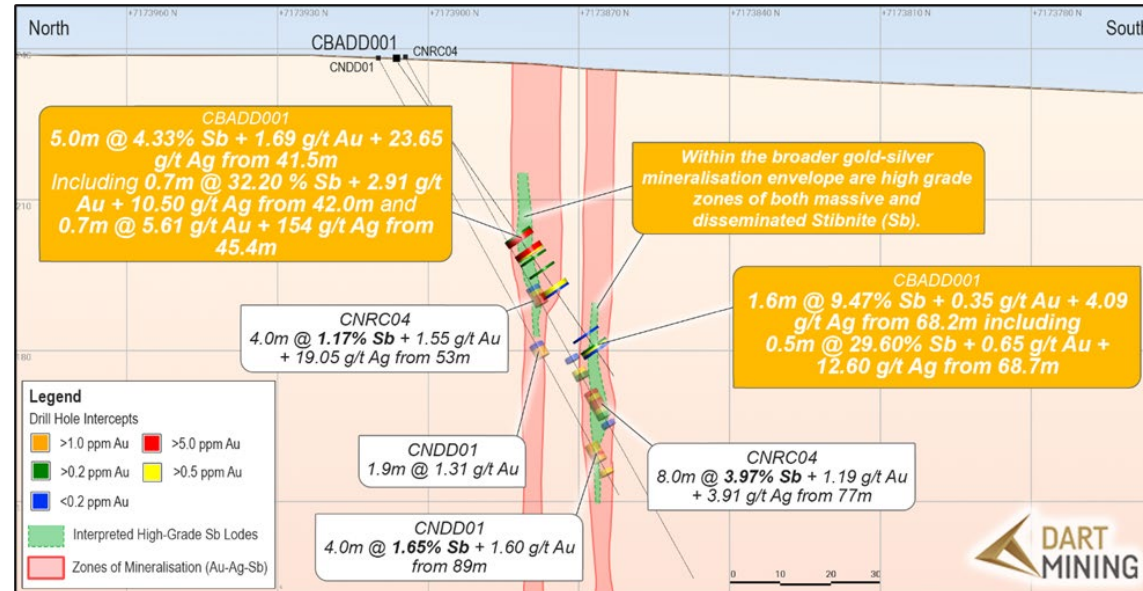 +7173960 N
+7173930 N
+7173900 N
+7173870 N
+7173840 N
+7173810 N
+7173780 N
North
South
CBADD001
CNRC04
CNDD01
240
CBADD001
5.0m @ 4.33% Sb + 1.69 g/t Au + 23.65
g/t Ag from 41.5m
Including 0.7m @ 32.20 % Sb + 2.91 g/t
Au + 10.50 g/t Ag from 42.0m and
0.7m @ 5.61 g/t Au + 154 g/t Ag from
45.4m
Within the broader gold-silver
mineralisation envelope are high grade
zones of both massive and
disseminated Stibnite (Sb).
210
CBADD001
1.6m @ 9.47% Sb + 0.35 g/t Au + 4.09
g/t Ag from 68.2m including
0.5m @ 29.60% Sb + 0.65 g/t Au +
12.60 g/t Ag from 68.7m
CNRC04
4.0m @ 1.17% Sb + 1.55 g/t Au
+ 19.05 g/t Ag from 53m
180
Legend
Drill Hole Intercepts
>1.0 ppm Au
>5.0 ppm Au
>0.2 ppm Au
>0.5 ppm Au
<0.2 ppm Au
Interpreted High-Grade Sb Lodes
Zones of Mineralisation (Au-Ag-Sb)
CNDD01
1.9m @ 1.31 g/t Au
CNRC04
8.0m @ 3.97% Sb + 1.19 g/t Au
+ 3.91 g/t Ag from 77m
CNDD01
4.0m @ 1.65% Sb + 1.60 g/t Au
from 89m
0 10 20 30
DART
MINING